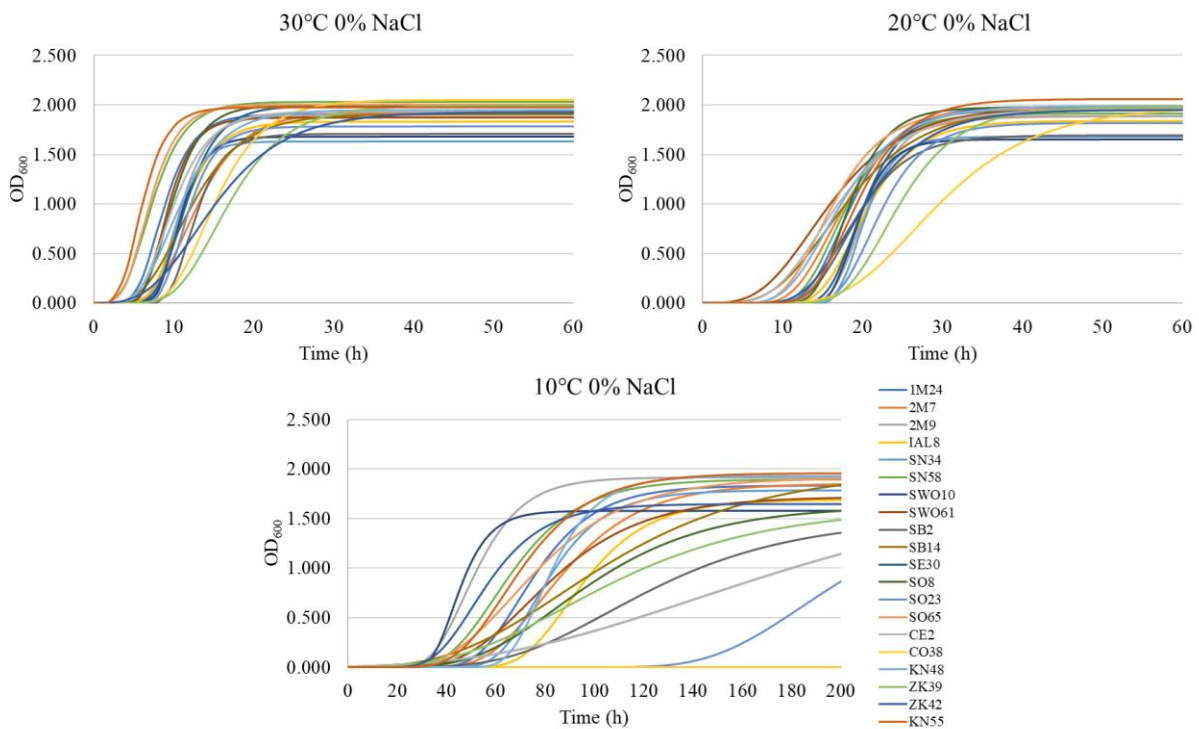 30°C 0% NaCl
2.500
2.000
1.500
1.000
0.500
0.000
OD600
0 10 20 30 40 50 60
Time (h)
20°C 0% NaCl
2.500
2.000
1.500
1.000
0.500
0.000
OD600
0 10 20 30 40 50 60
Time (h)
10°C 0% NaCl
2.500
2.000
1.500
1.000
0.500
0.000
OD600
0 20 40 60 80 100 120 140 160 180 200
Time (h)
1M24
2M7
2M9
IAL8
SN34
SN58
SWO10
SWO61
SB2
SB14
SE30
SO8
SO23
SO65
CE2
CO38
KN48
ZK39
ZK42
KN55